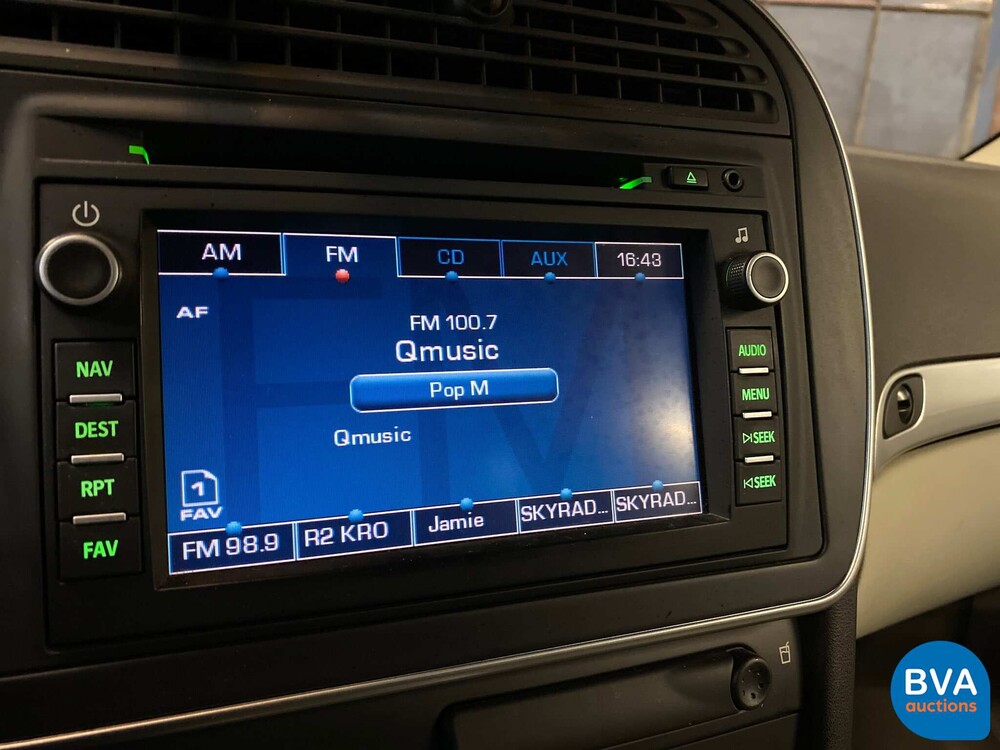 AM FM CD AUX 16:43
AF
FM 100.7
Qmusic
Pop M
Qmusic
1
FAV
FM 98.9 R2 KRO Jamie SKYRAD... SKYRAD...
NAV
DEST
RPT
FAV
AUDIO
MENU
SEEK
SEEK
BVA
auctions